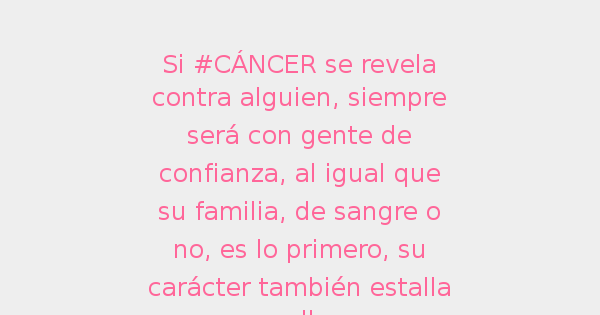 Si #CÁNCER se revela
contra alguien, siempre
será con gente de
confianza, al igual que
su familia, de sangre o
no, es lo primero, su
carácter también estalla